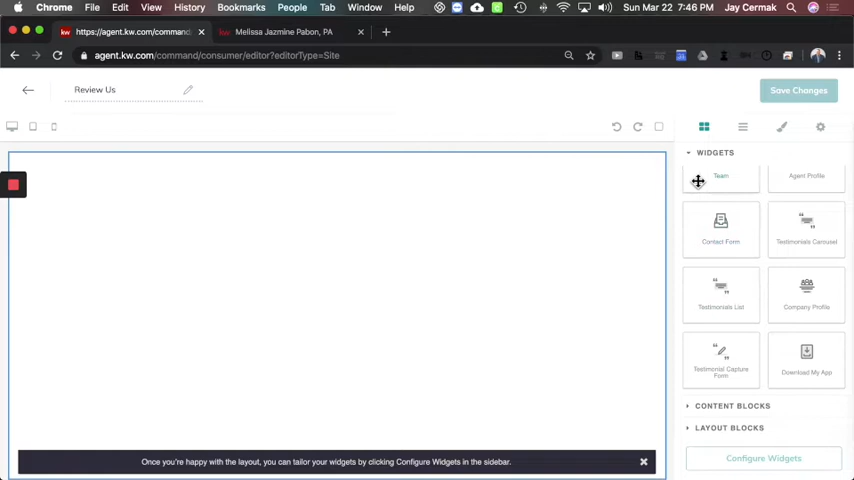 Chrome File Edit View History Bookmarks People Tab Window Help Sun Mar 22 7:46 PM Jay Cermak
https://agent.kw.com/command
Melissa Jazmine Pabon, PA
agent.kw.com/command/consumer/editor?editorType=Site
Review Us
Save Changes
WIDGETS
Team
Agent Profile
Contact Form
Testimonials Carousel
Testimonials List
Company Profile
Testimonial Capture
Form
Download My App
CONTENT BLOCKS
LAYOUT BLOCKS
Configure Widgets
Once you're happy with the layout, you can tailor your widgets by clicking Configure Widgets in the sidebar.